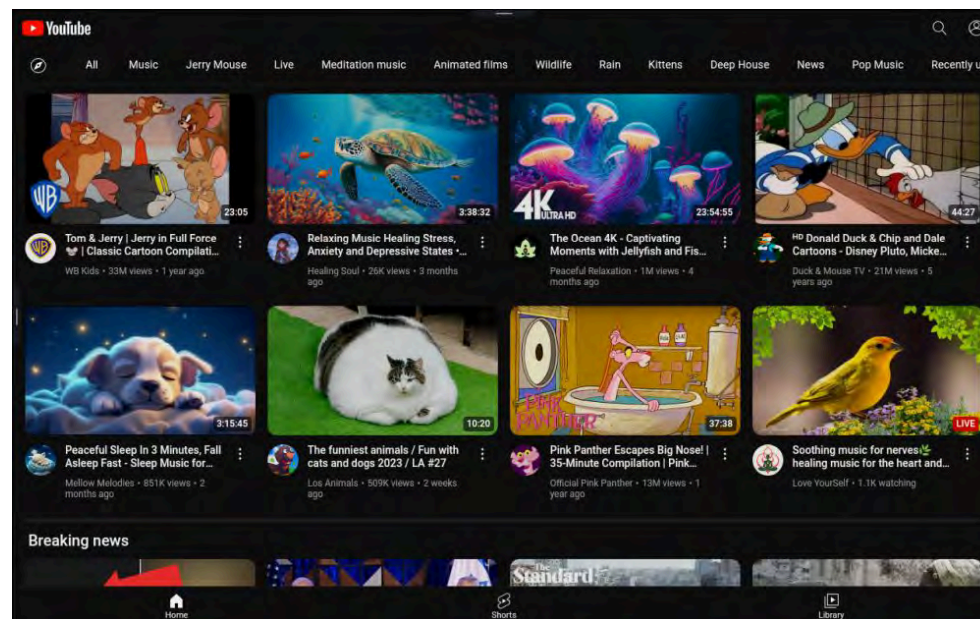 YouTube
All Music Jerry Mouse Live Meditation music Animated films Wildlife Rain Kittens Deep House News Pop Music Recently u
WB
23:05
3:38:32
4K ULTRA HD
23:54:55
44:27
Tom & Jerry | Jerry in Full Force
🐭 | Classic Cartoon Compilati...
WB Kids • 33M views • 1 year ago
Relaxing Music Healing Stress,
Anxiety and Depressive States •...
Healing Soul • 26K views • 3 months
ago
The Ocean 4K - Captivating
Moments with Jellyfish and Fis...
Peaceful Relaxation • 1M views • 4
months ago
ᴴᴰ Donald Duck & Chip and Dale
Cartoons - Disney Pluto, Micke...
Duck & Mouse TV • 21M views • 5
years ago
3:15:45
10:20
PINK
PANTHER
37:38
LIVE
Peaceful Sleep In 3 Minutes, Fall
Asleep Fast - Sleep Music for...
Mellow Melodies • 851K views • 2
months ago
The funniest animals / Fun with
cats and dogs 2023 / LA #27
Los Animals • 509K views • 2 weeks
ago
Pink Panther Escapes Big Nose! |
35-Minute Compilation | Pink...
Official Pink Panther • 13M views • 1
year ago
Soothing music for nerves🌿
healing music for the heart and...
Love YourSelf • 1.1K watching
Breaking news
The
Standard
Home
Shorts
Library